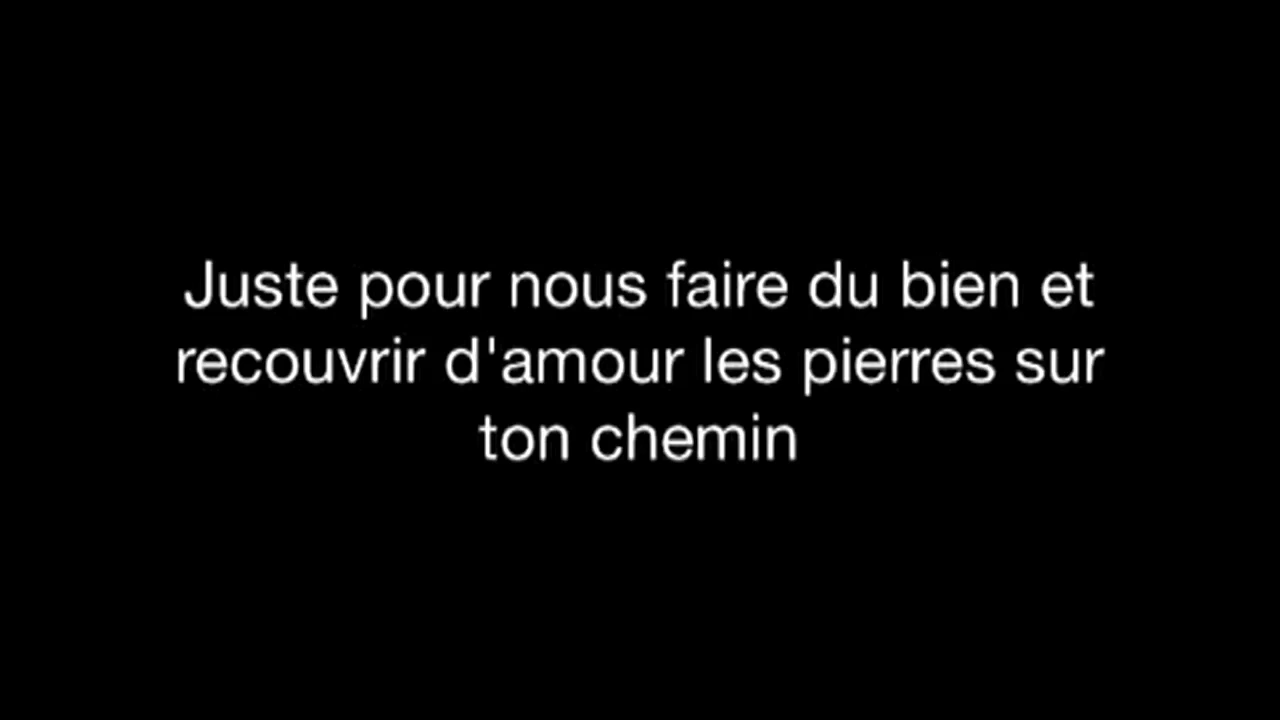 Juste pour nous faire du bien et
recouvrir d'amour les pierres sur
ton chemin